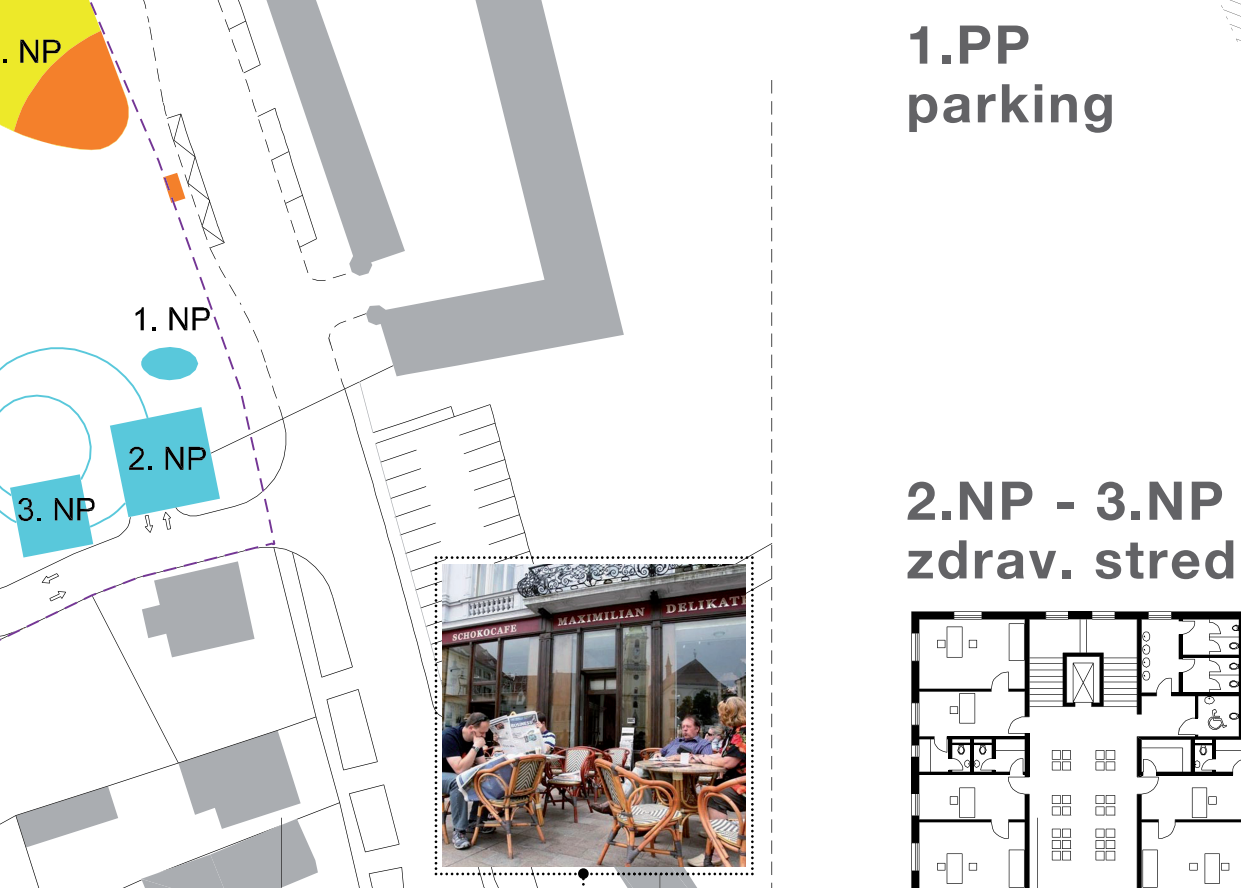 . NP
1. NP
2. NP
3. NP
1.PP
parking
2.NP - 3.NP
zdrav. stred
SCHOKOCAFE
MAXIMILIAN
DELIKAT